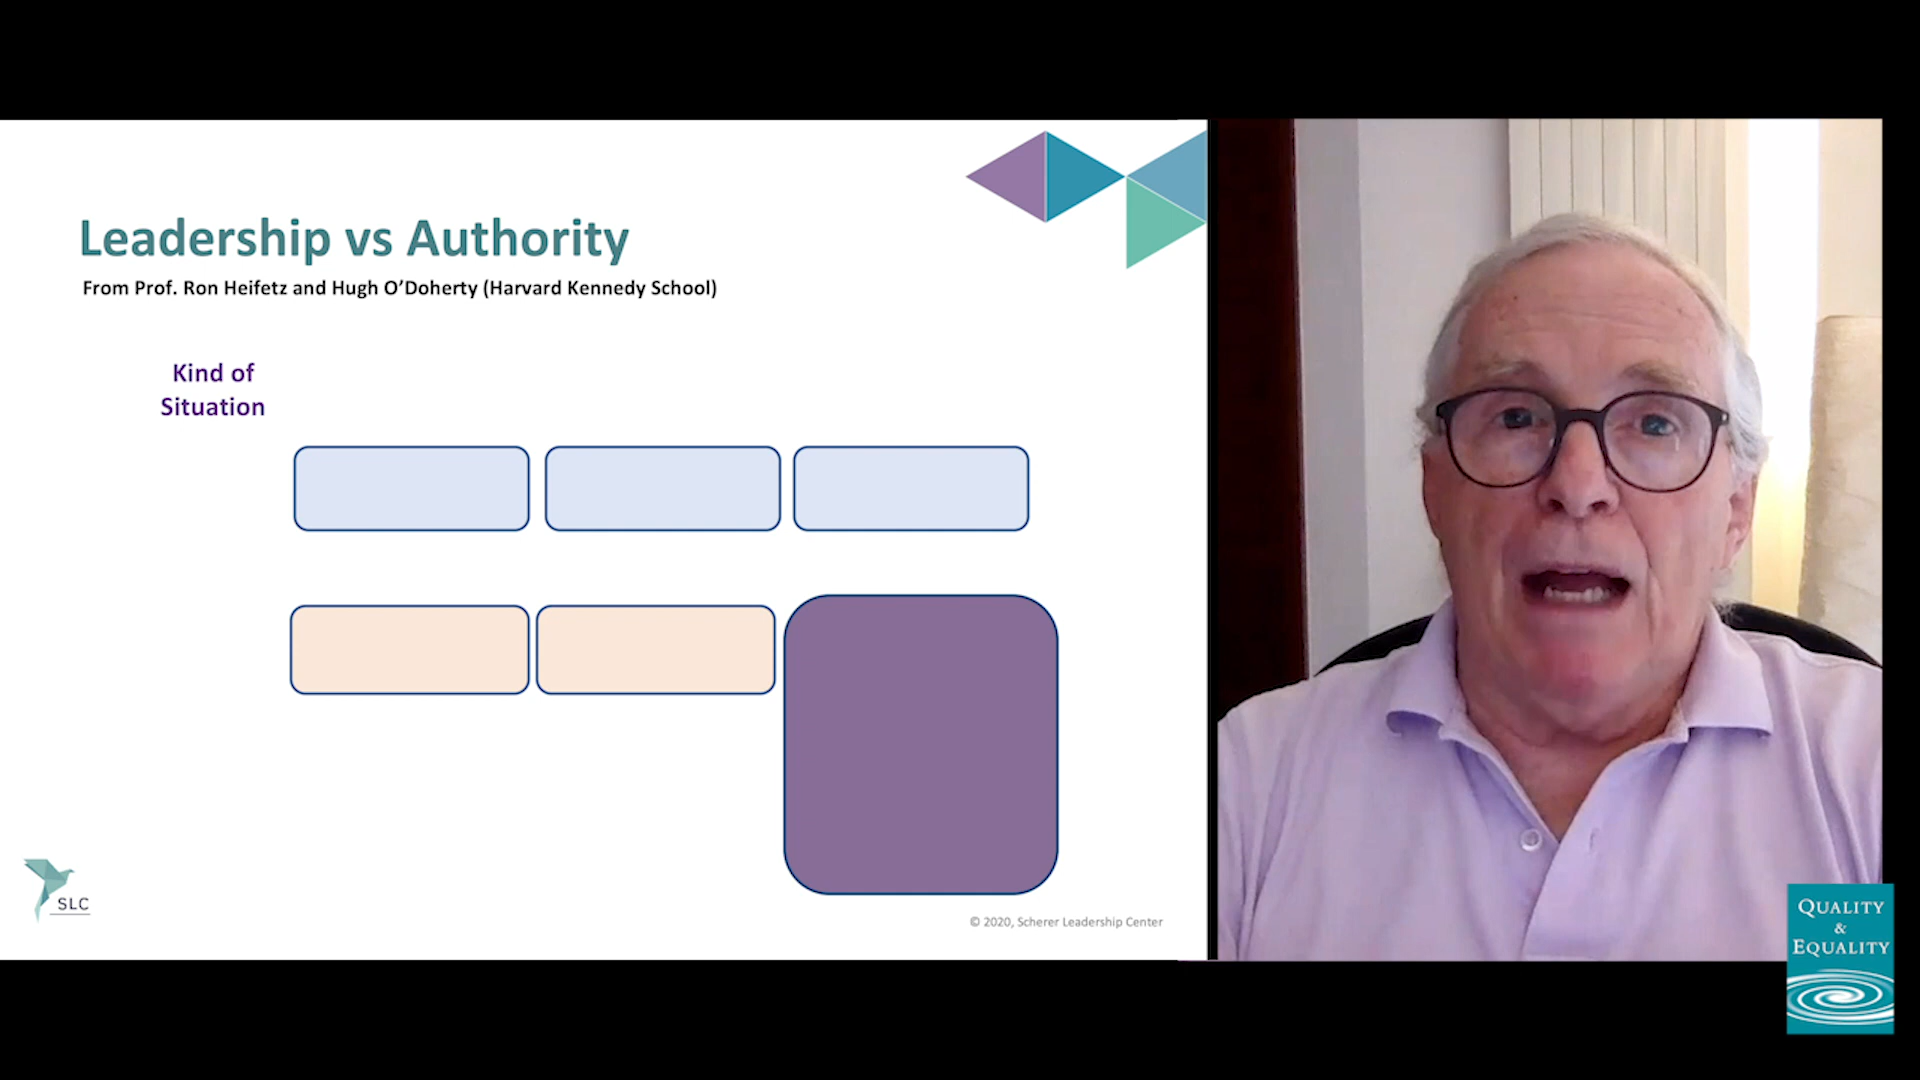 Leadership vs Authority
From Prof. Ron Heifetz and Hugh O’Doherty (Harvard Kennedy School)
Kind of
Situation
SLC
© 2020, Scherer Leadership Center
QUALITY
&
EQUALITY